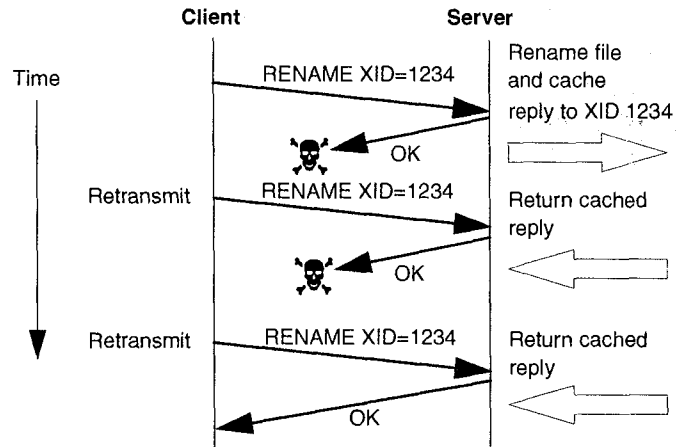 Client
Server
Time
RENAME XID=1234
Rename file
and cache
reply to XID 1234
OK
Retransmit
RENAME XID=1234
Return cached
reply
OK
Retransmit
RENAME XID=1234
Return cached
reply
OK